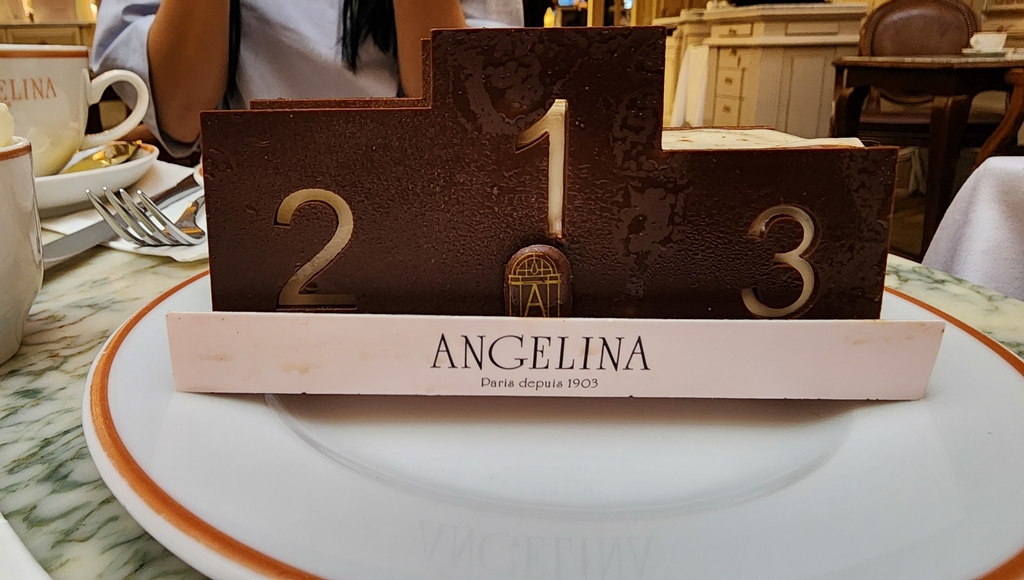 ELINA
1
2
3
A
ANGELINA
Paris depuis 1903